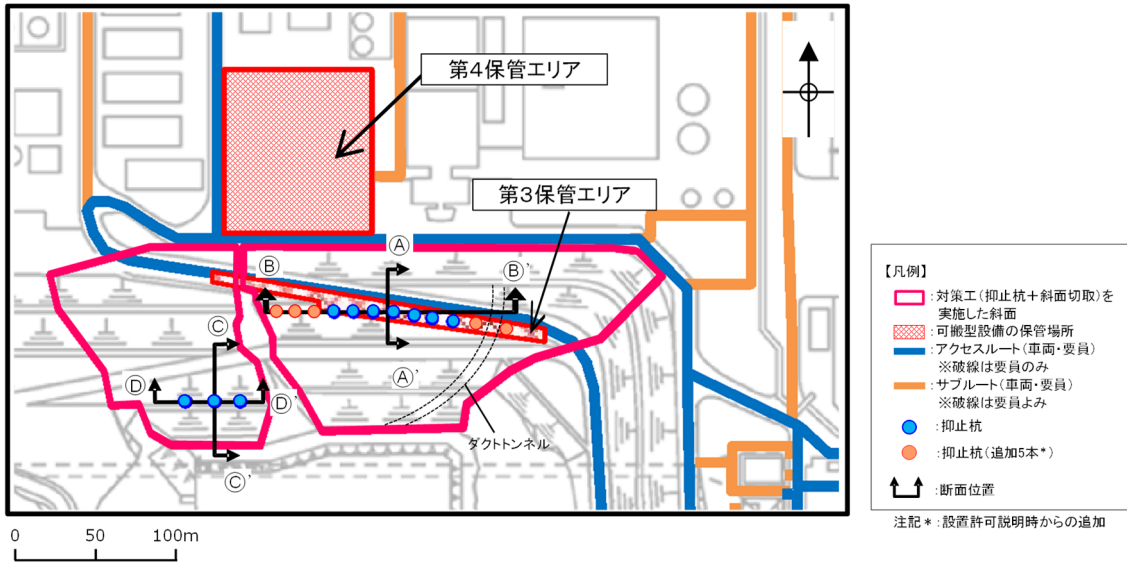 第4保管エリア
第3保管エリア
Ⓐ
Ⓑ
Ⓑ'
Ⓒ
Ⓐ'
Ⓓ
Ⓓ'
ダクトトンネル
Ⓒ'
0 50 100m
【凡例】
:対策工(抑止杭+斜面切取)を
実施した斜面
:可搬型設備の保管場所
:アクセスルート(車両・要員)
※破線は要員のみ
:サブルート(車両・要員)
※破線は要員よみ
:抑止杭
:抑止杭(追加5本*)
:断面位置
注記*:設置許可説明時からの追加